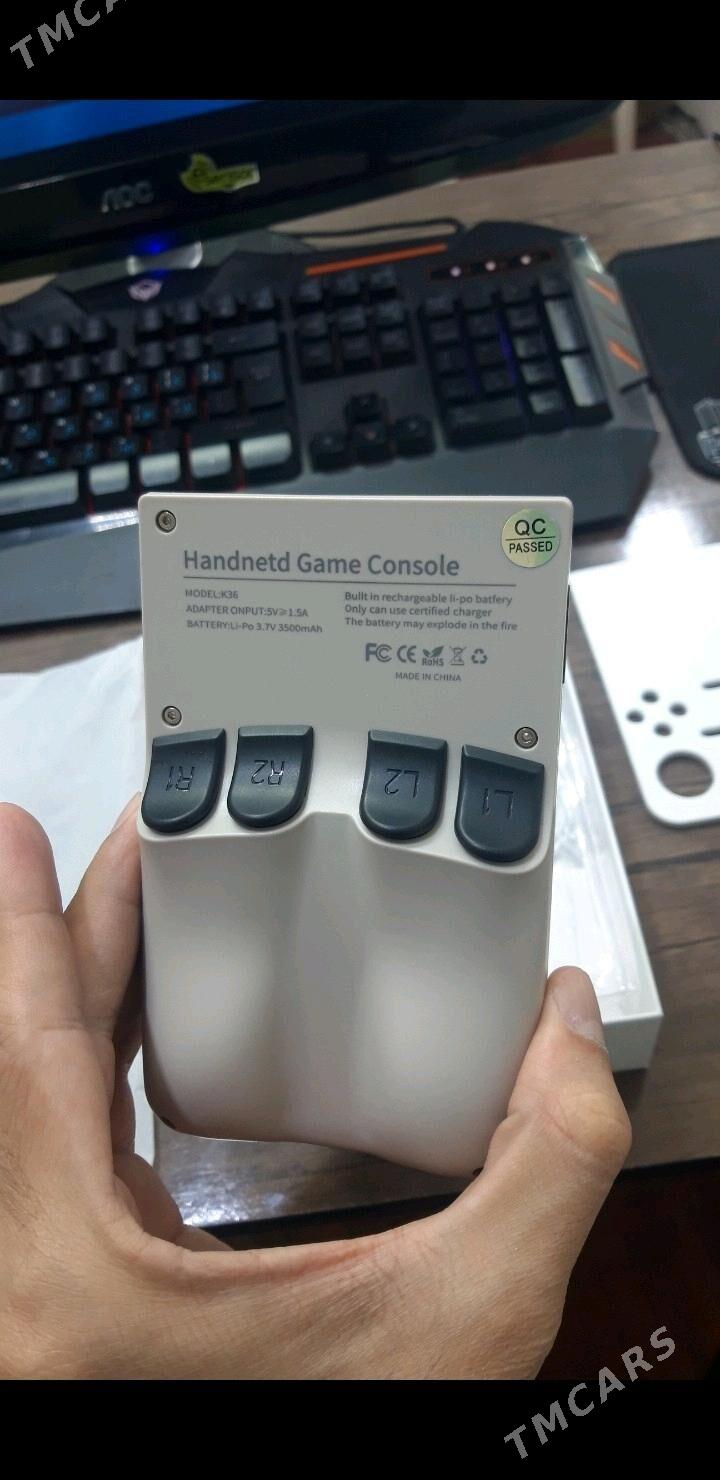 TMCARS
AOC
QC
PASSED
Handnetd Game Console
MODEL:K36
ADAPTER ONPUT:5V⩾1.5A
BATTERY:Li-Po 3.7V 3500mAh
Built in rechargeable li-po batfery
Only can use certified charger
The battery may explode in the fire
FC CE RoHS
MADE IN CHINA
R1 R2 L2 L1
TMCARS